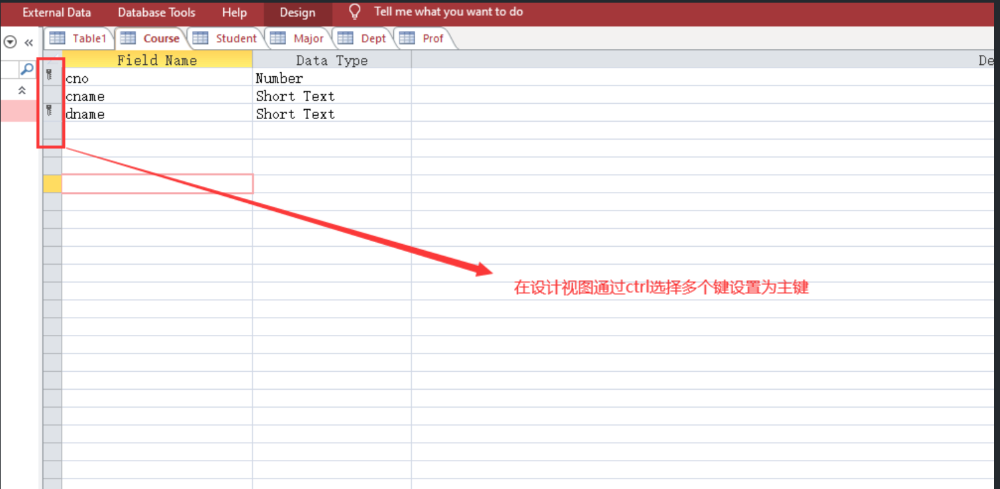 External Data Database Tools Help Design Tell me what you want to do
Table1 Course Student Major Dept Prof
Field Name Data Type De
cno Number
cname Short Text
dname Short Text
在设计视图通过ctrl选择多个键设置为主键